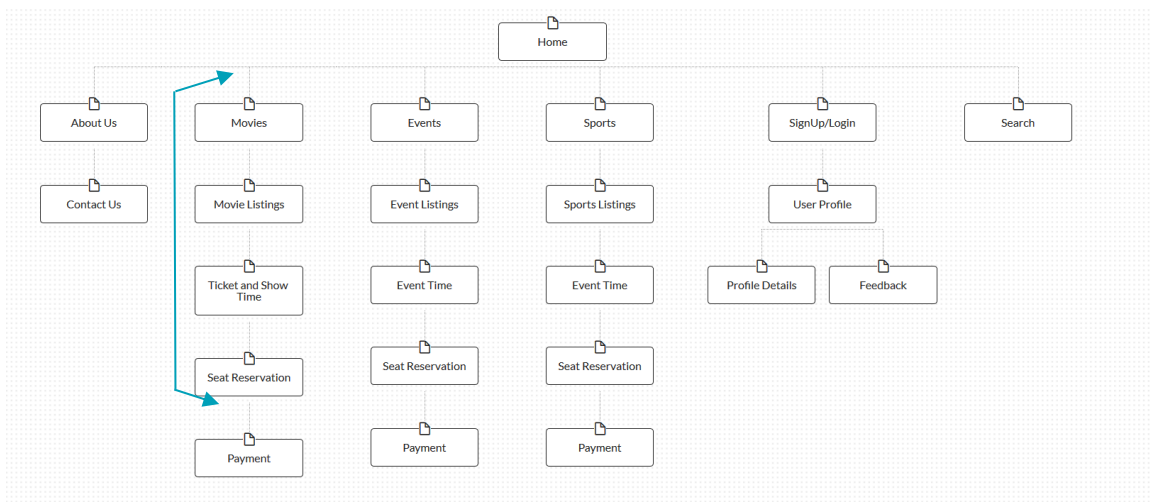 Home
About Us
Movies
Events
Sports
SignUp/Login
Search
Contact Us
Movie Listings
Event Listings
Sports Listings
User Profile
Ticket and Show
Time
Event Time
Event Time
Profile Details
Feedback
Seat Reservation
Seat Reservation
Seat Reservation
Payment
Payment
Payment